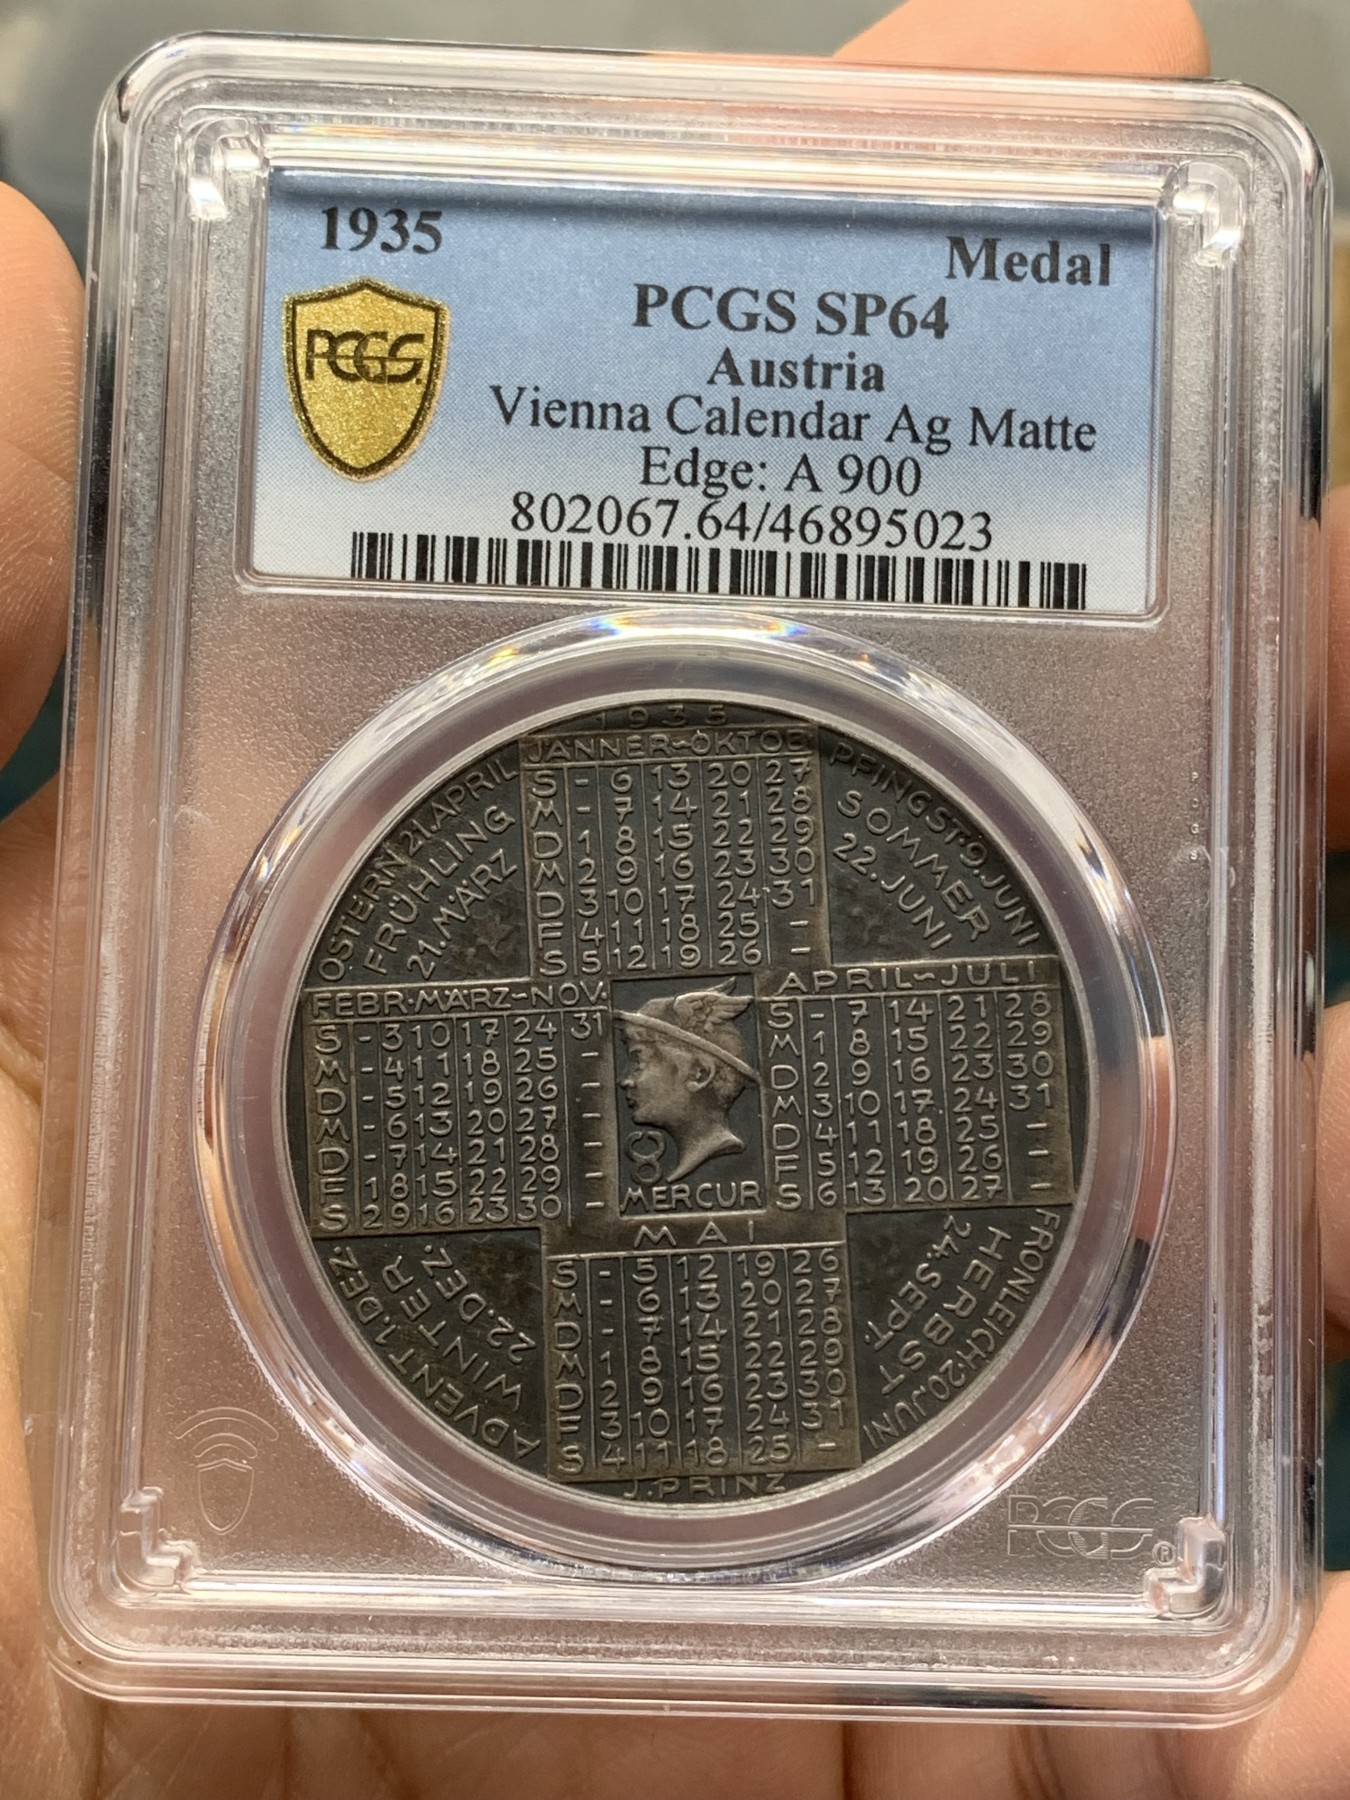 1935
Medal
PCGS
PCGS SP64
Austria
Vienna Calendar Ag Matte
Edge: A 900
802067.64/46895023
1935
JÄNNER~OKTOB
S - 6 13 20 27
M - 7 14 21 28
D 1 8 15 22 29
M 2 9 16 23 30
D 3 10 17 24 31
F 4 11 18 25 -
S 5 12 19 26 -
OSTERN 21. APRIL
FRÜHLING
21. MÄRZ
PFINGST. 9. JUNI
SOMMER
22. JUNI
FEBR·MÄRZ~NOV.
S - 3 10 17 24 31
M - 4 11 18 25 -
D - 5 12 19 26 -
M - 6 13 20 27 -
D - 7 14 21 28 -
F 1 8 15 22 29 -
S 2 9 16 23 30 -
MERCUR
APRIL~JULI
S - 7 14 21 28
M 1 8 15 22 29
D 2 9 16 23 30
M 3 10 17 24 31
D 4 11 18 25 -
F 5 12 19 26 -
S 6 13 20 27 -
MAI
S - 5 12 19 26
M - 6 13 20 27
D - 7 14 21 28
M 1 8 15 22 29
D 2 9 16 23 30
F 3 10 17 24 31
S 4 11 18 25 -
ADVENT 1. DEZ.
WINTER
22. DEZ.
FRONLEICH. 20. JUNI
HERBST
24. SEPT.
J. PRINZ
PCGS®